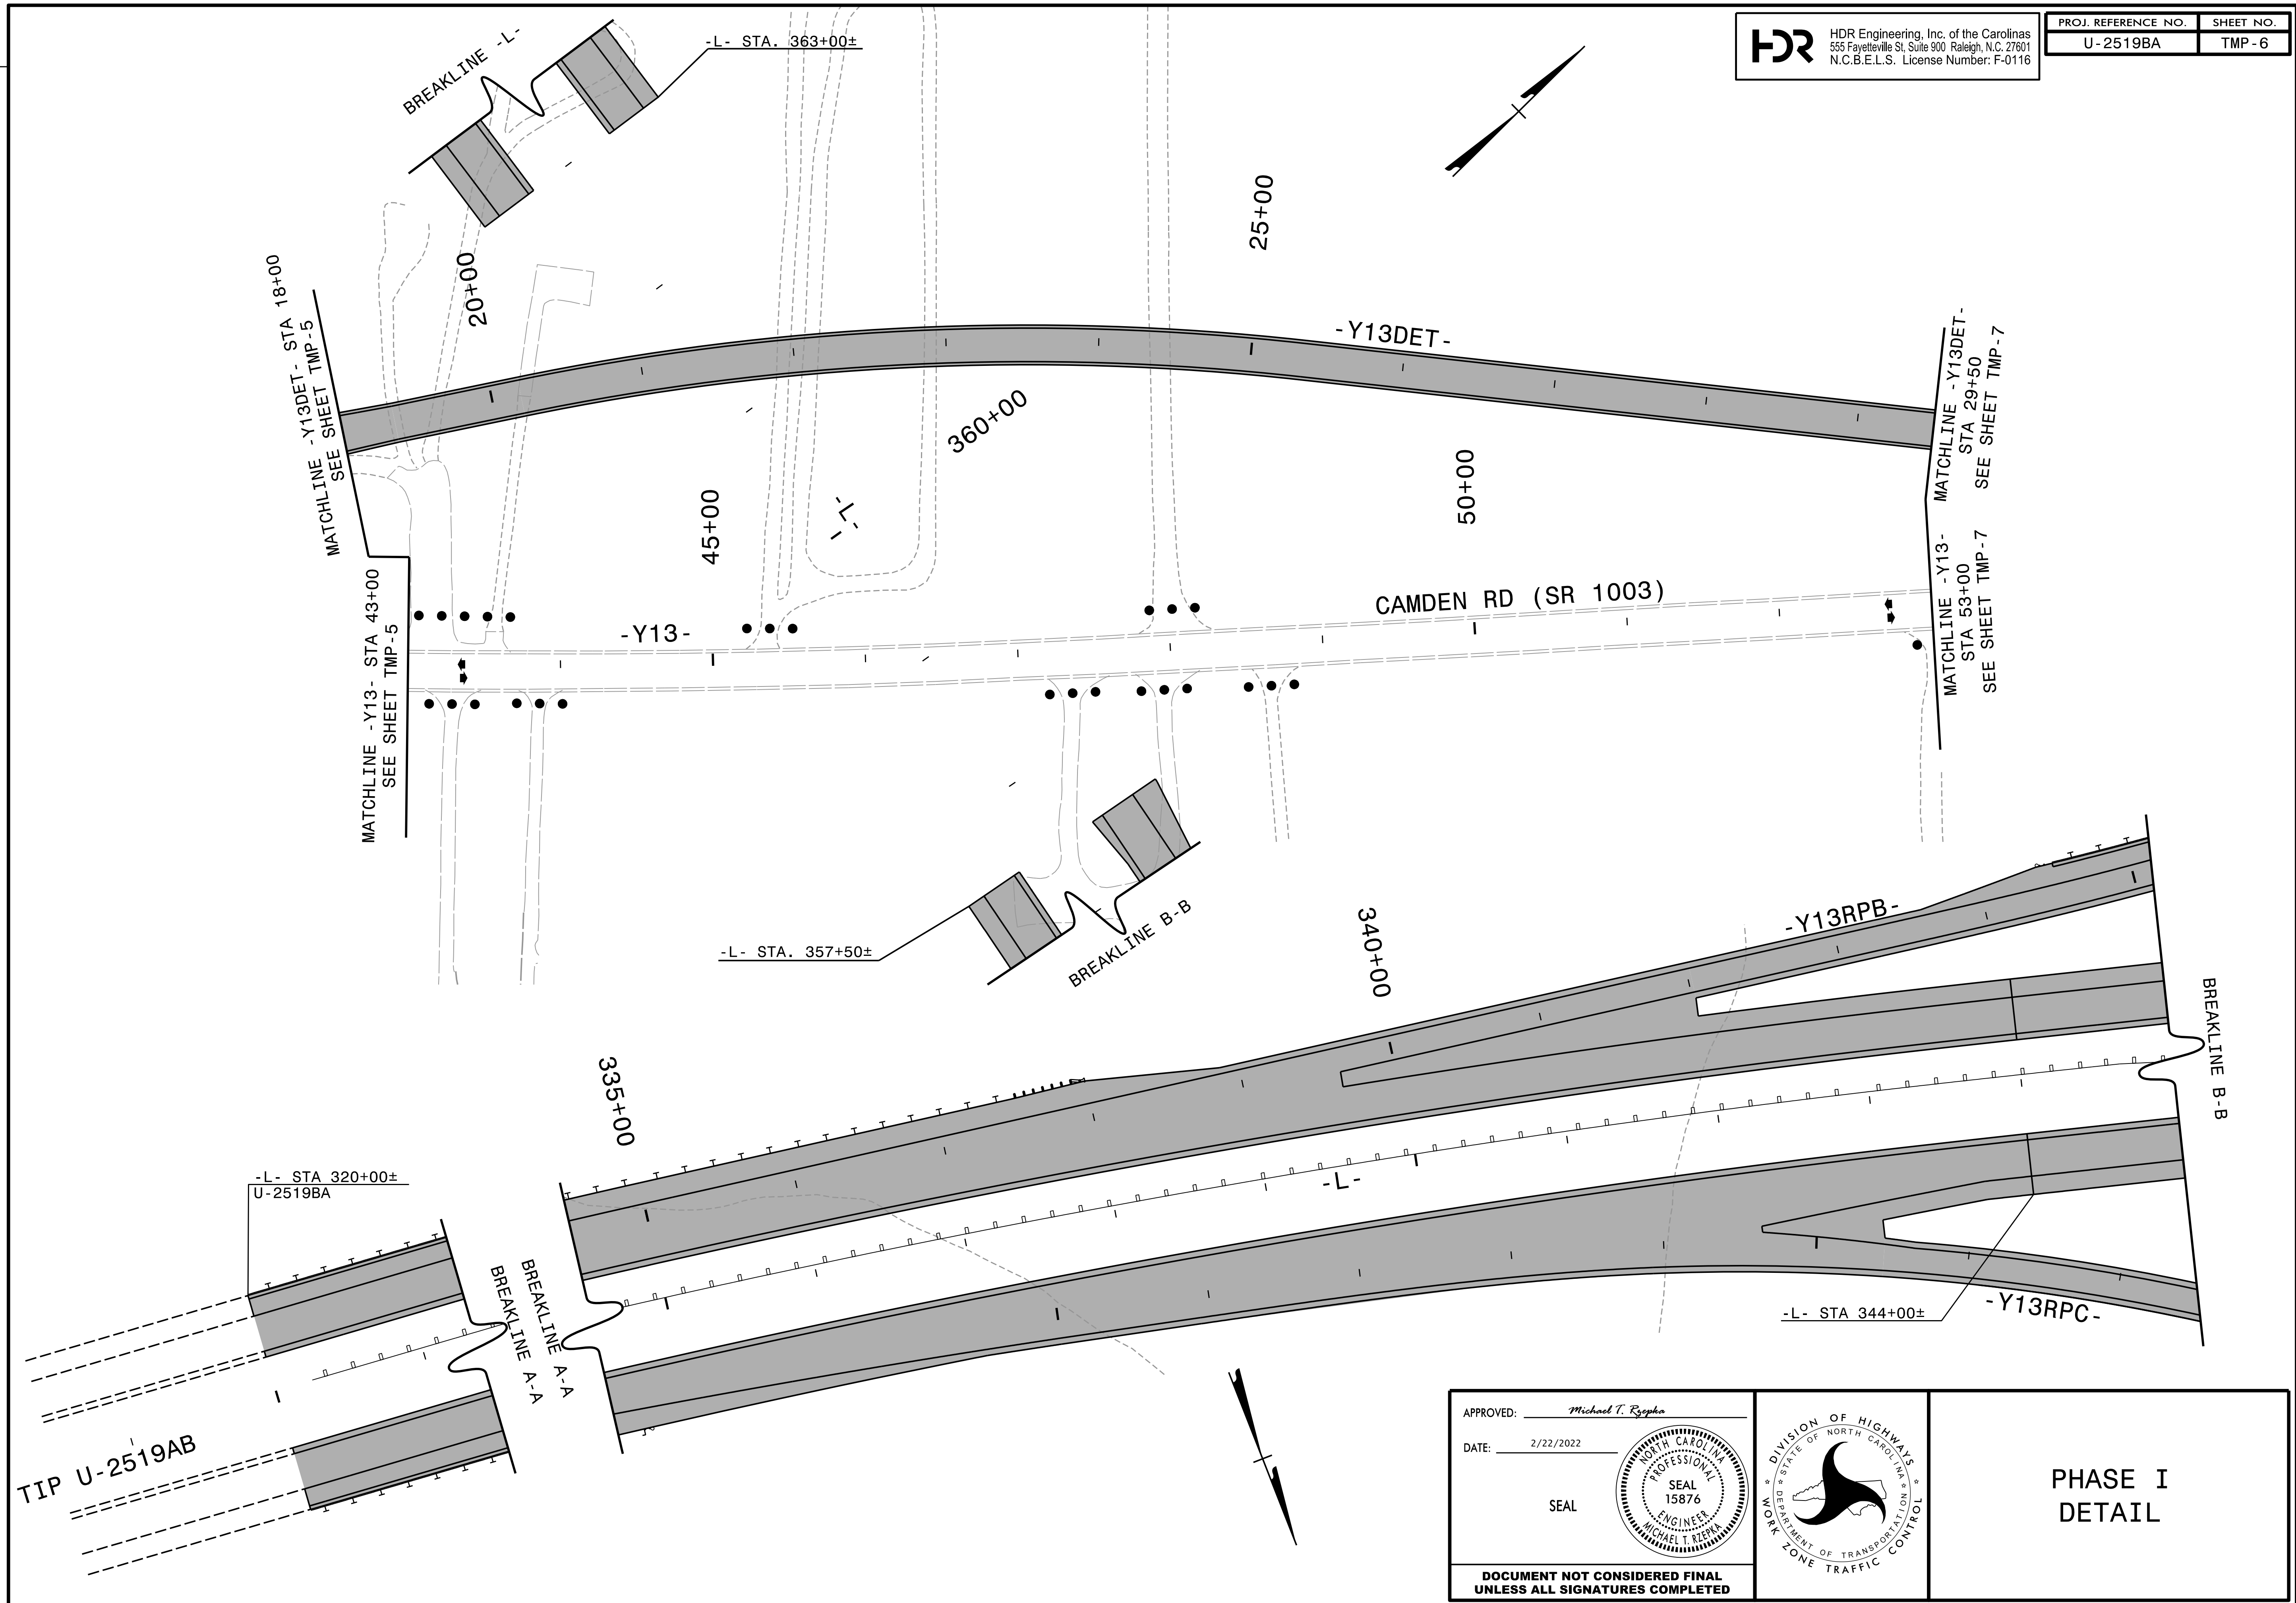 HDR
HDR Engineering, Inc. of the Carolinas
555 Fayetteville St, Suite 900 Raleigh, N.C. 27601
N.C.B.E.L.S. License Number: F-0116
PROJ. REFERENCE NO.
SHEET NO.
U-2519BA
TMP-6
BREAKLINE -L-
-L- STA. 363+00±
20+00
25+00
MATCHLINE -Y13DET- STA 18+00
SEE SHEET TMP-5
-Y13DET-
MATCHLINE -Y13DET-
STA 29+50
SEE SHEET TMP-7
360+00
45+00
-L-
50+00
MATCHLINE -Y13- STA 43+00
SEE SHEET TMP-5
-Y13-
CAMDEN RD (SR 1003)
MATCHLINE -Y13-
STA 53+00
SEE SHEET TMP-7
-L- STA. 357+50±
BREAKLINE B-B
340+00
-Y13RPB-
335+00
BREAKLINE B-B
-L- STA 320+00±
U-2519BA
-L-
BREAKLINE A-A
BREAKLINE A-A
-L- STA 344+00±
-Y13RPC-
TIP U-2519AB
APPROVED: Michael T. Rzepka
DATE: 2/22/2022
SEAL
NORTH CAROLINA
PROFESSIONAL
SEAL
15876
ENGINEER
MICHAEL T. RZEPKA
DOCUMENT NOT CONSIDERED FINAL
UNLESS ALL SIGNATURES COMPLETED
DIVISION OF HIGHWAYS
STATE OF NORTH CAROLINA
DEPARTMENT OF TRANSPORTATION
WORK ZONE TRAFFIC CONTROL
PHASE I
DETAIL